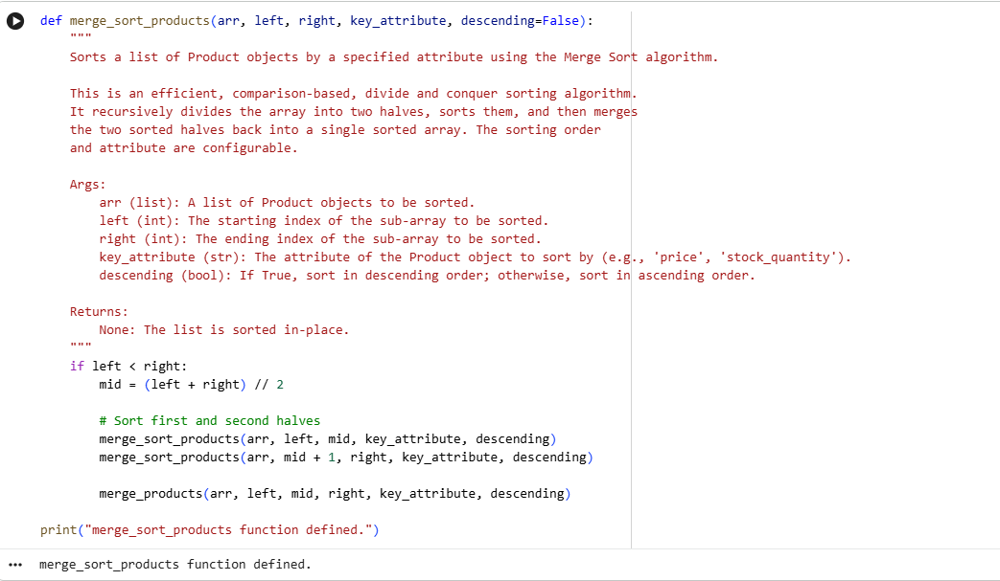 def merge_sort_products(arr, left, right, key_attribute, descending=False):
    """
    Sorts a list of Product objects by a specified attribute using the Merge Sort algorithm.

    This is an efficient, comparison-based, divide and conquer sorting algorithm.
    It recursively divides the array into two halves, sorts them, and then merges
    the two sorted halves back into a single sorted array. The sorting order
    and attribute are configurable.

    Args:
        arr (list): A list of Product objects to be sorted.
        left (int): The starting index of the sub-array to be sorted.
        right (int): The ending index of the sub-array to be sorted.
        key_attribute (str): The attribute of the Product object to sort by (e.g., 'price', 'stock_quantity').
        descending (bool): If True, sort in descending order; otherwise, sort in ascending order.

    Returns:
        None: The list is sorted in-place.
    """
    if left < right:
        mid = (left + right) // 2

        # Sort first and second halves
        merge_sort_products(arr, left, mid, key_attribute, descending)
        merge_sort_products(arr, mid + 1, right, key_attribute, descending)

        merge_products(arr, left, mid, right, key_attribute, descending)

print("merge_sort_products function defined.")
merge_sort_products function defined.